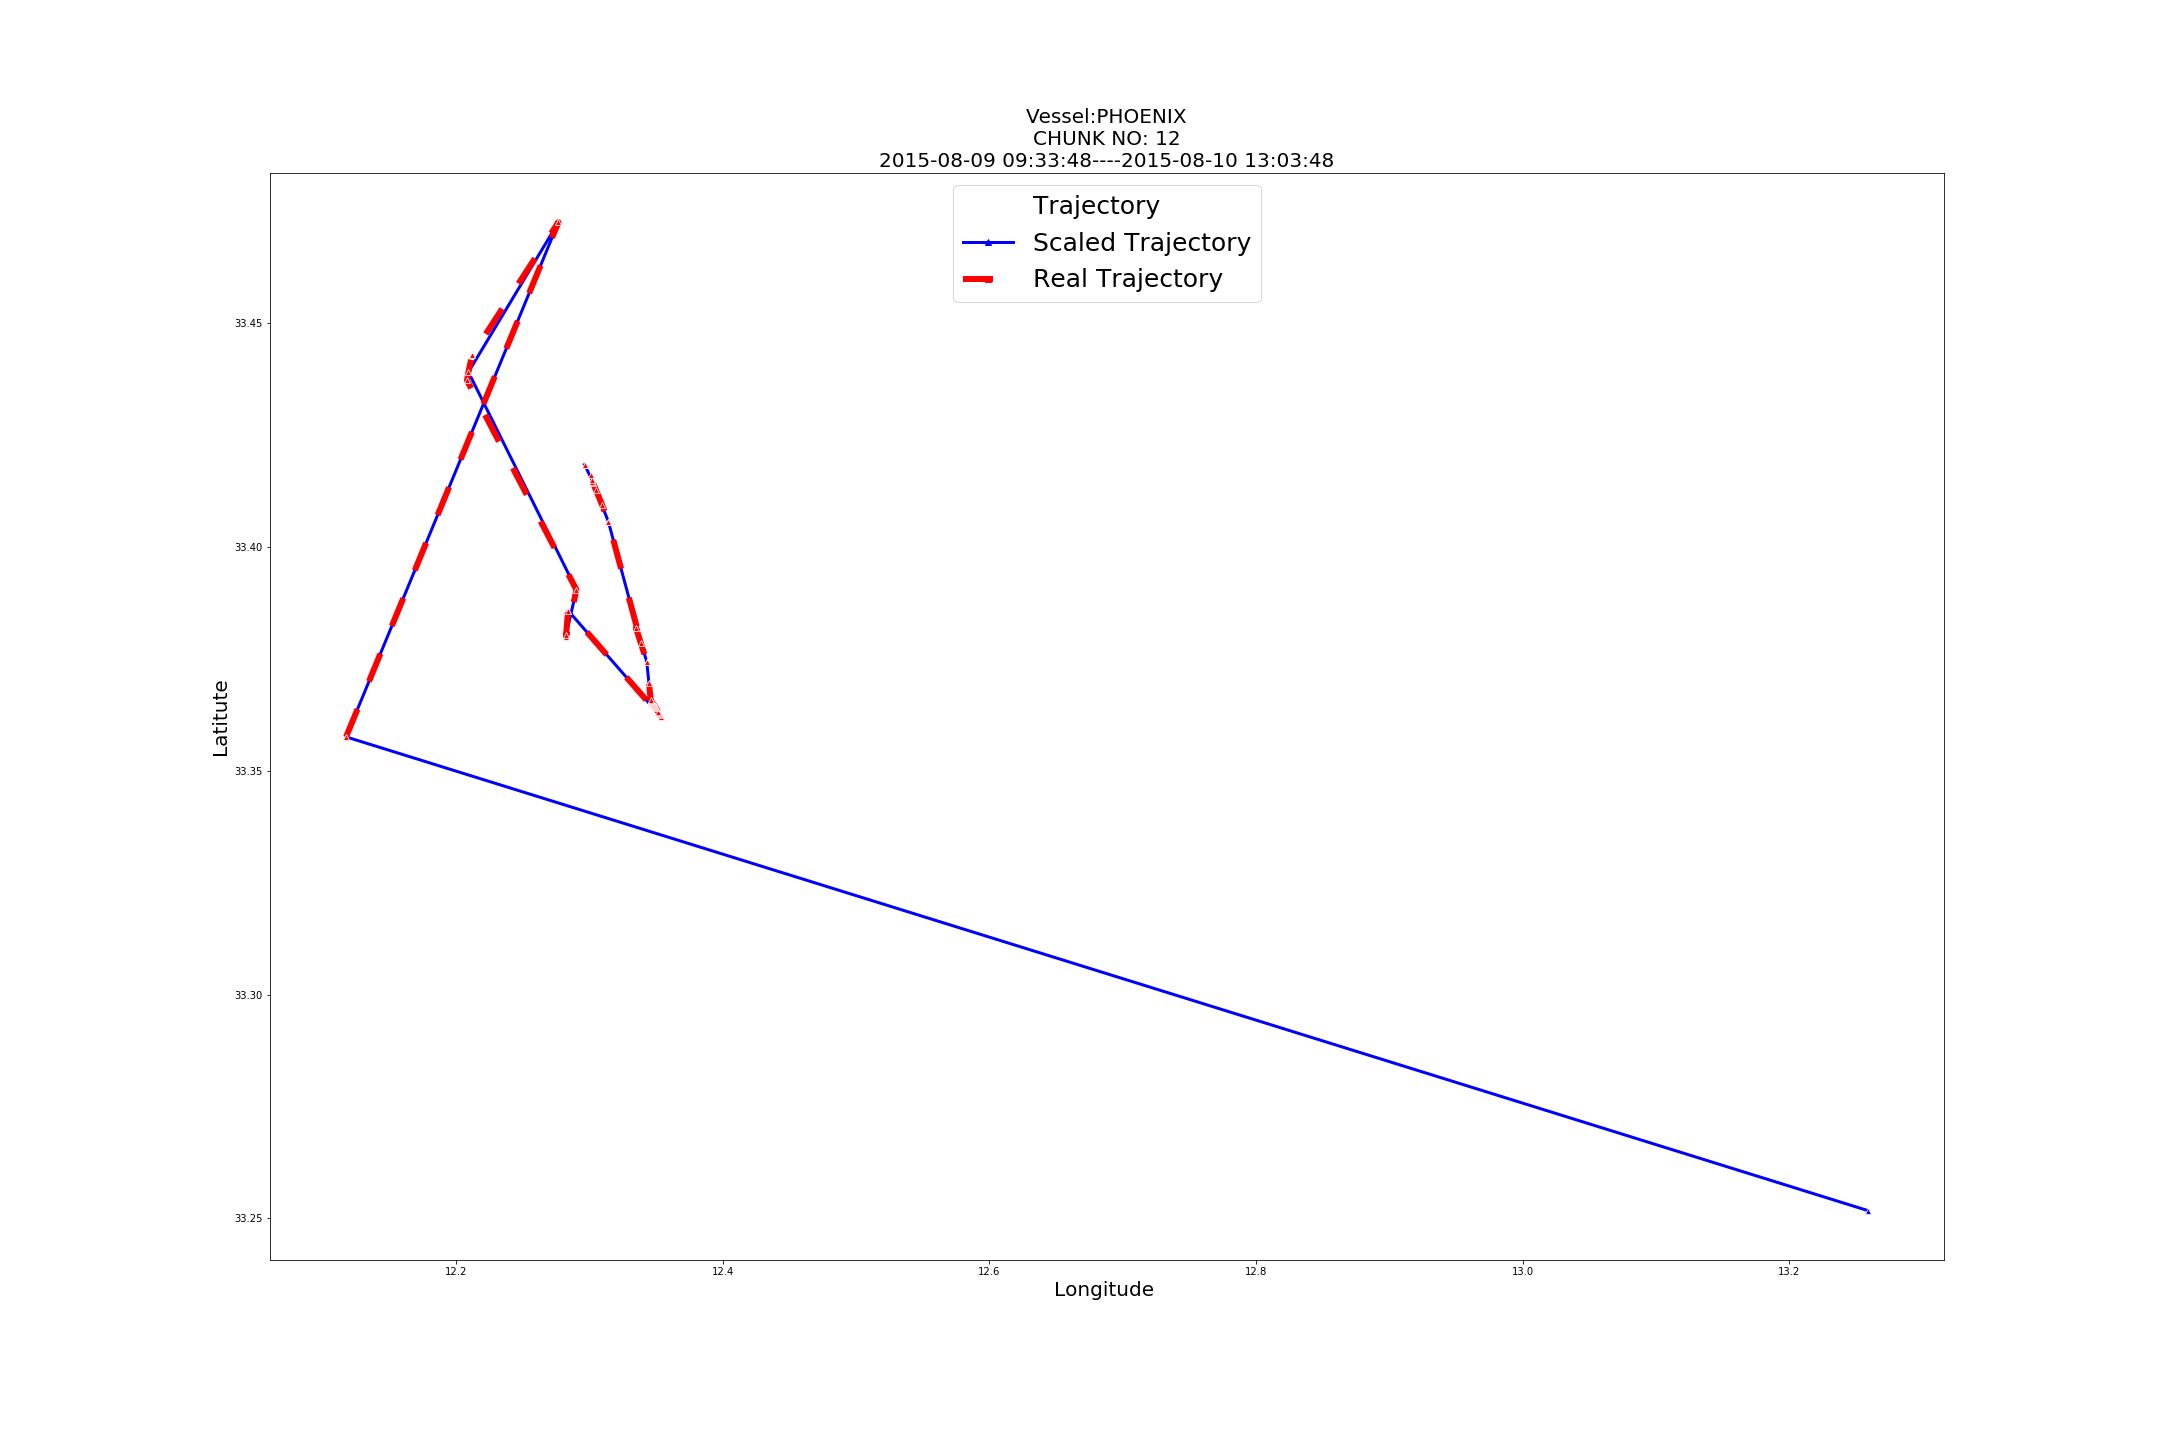 Vessel:PHOENIX
CHUNK NO: 12
2015-08-09 09:33:48----2015-08-10 13:03:48
Trajectory
Scaled Trajectory
Real Trajectory
33.45
33.40
33.35
33.30
33.25
Latitute
12.2
12.4
12.6
12.8
13.0
13.2
Longitude